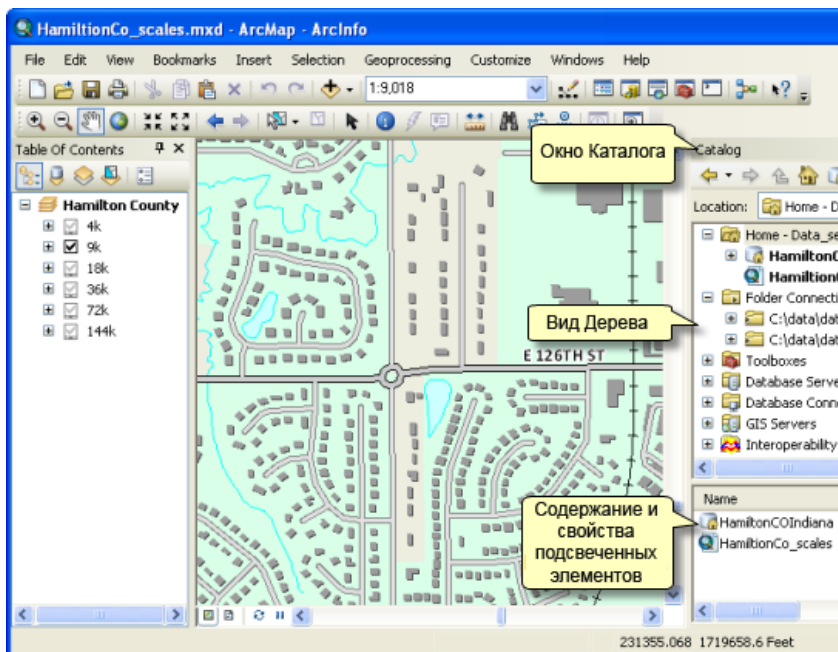 HamiltionCo_scales.mxd - ArcMap - ArcInfo
File Edit View Bookmarks Insert Selection Geoprocessing Customize Windows Help
1:9,018
Table Of Contents
Hamilton County
4k
9k
18k
36k
72k
144k
E 126TH ST
Окно Каталога
Catalog
Location: Home - D
Home - Data_se
HamiltonC
Hamiltion
Folder Connecti
C:\data\dat
C:\data\dat
Toolboxes
Database Serve
Database Conne
GIS Servers
Interoperability
Вид Дерева
Name
HamiltonCOIndiana
HamiltionCo_scales
Содержание и
свойства
подсвеченных
элементов
231355.068 1719658.6 Feet